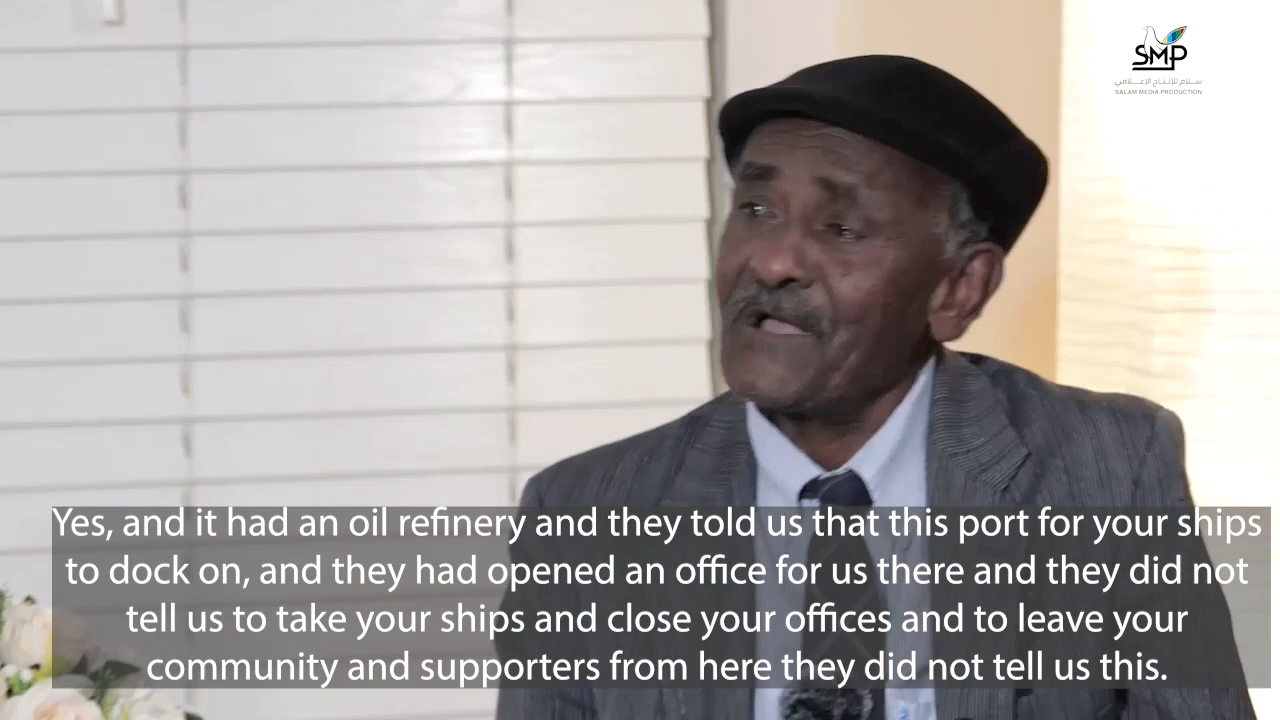 SMP
سلام للإنتاج الإعلامي
SALAM MEDIA PRODUCTION
Yes, and it had an oil refinery and they told us that this port for your ships
to dock on, and they had opened an office for us there and they did not
tell us to take your ships and close your offices and to leave your
community and supporters from here they did not tell us this.